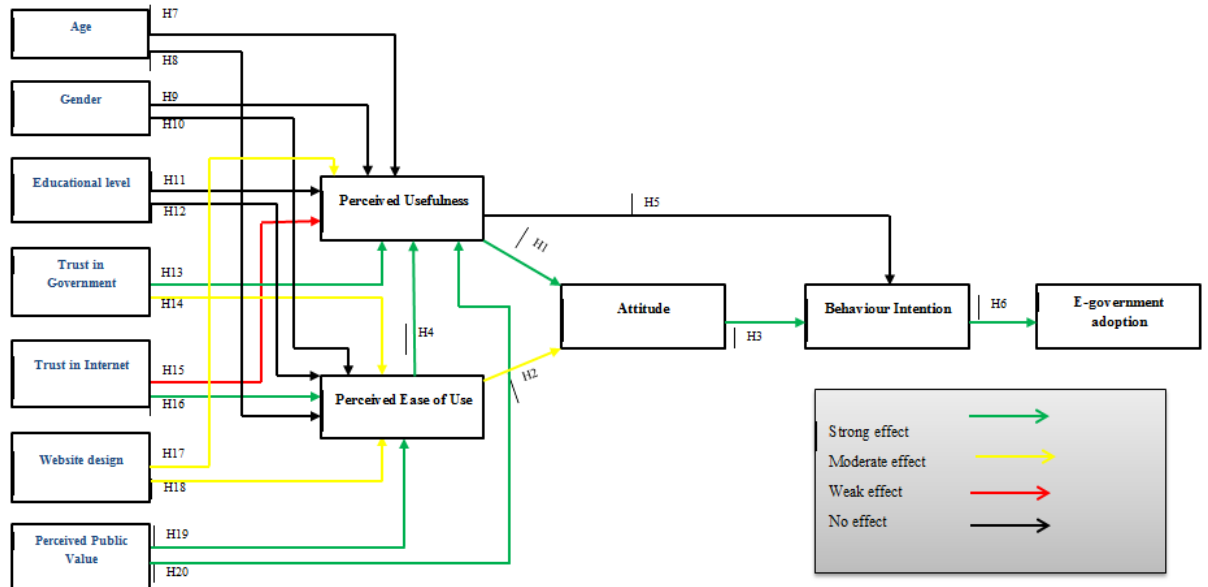 Age
H7
H8
Gender
H9
H10
Educational level
H11
H12
Perceived Usefulness
H5
H1
Trust in
Government
H13
H14
H4
Attitude
H3
Behaviour Intention
H6
E-government
adoption
Trust in Internet
H15
H16
H2
Perceived Ease of Use
Website design
H17
H18
Perceived Public
Value
H19
H20
Strong effect
Moderate effect
Weak effect
No effect